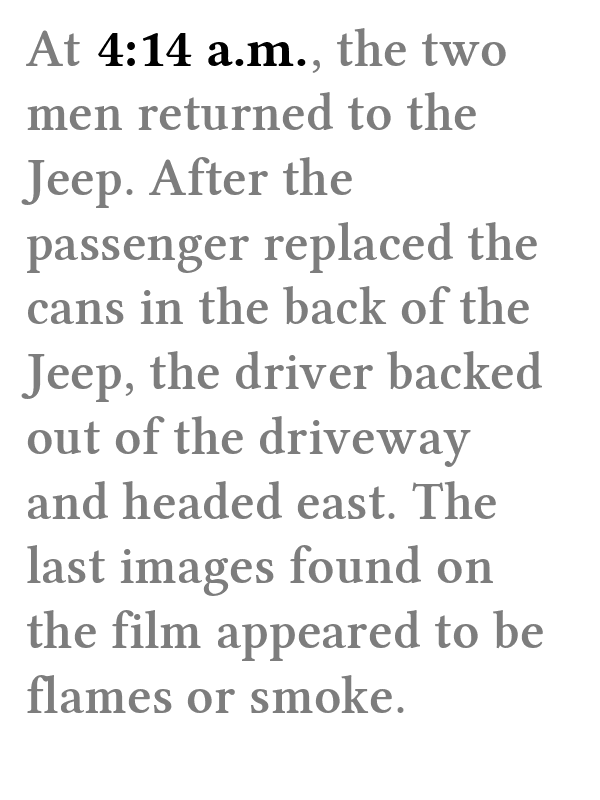 At 4:14 a.m., the two
men returned to the
Jeep. After the
passenger replaced the
cans in the back of the
Jeep, the driver backed
out of the driveway
and headed east. The
last images found on
the film appeared to be
flames or smoke.